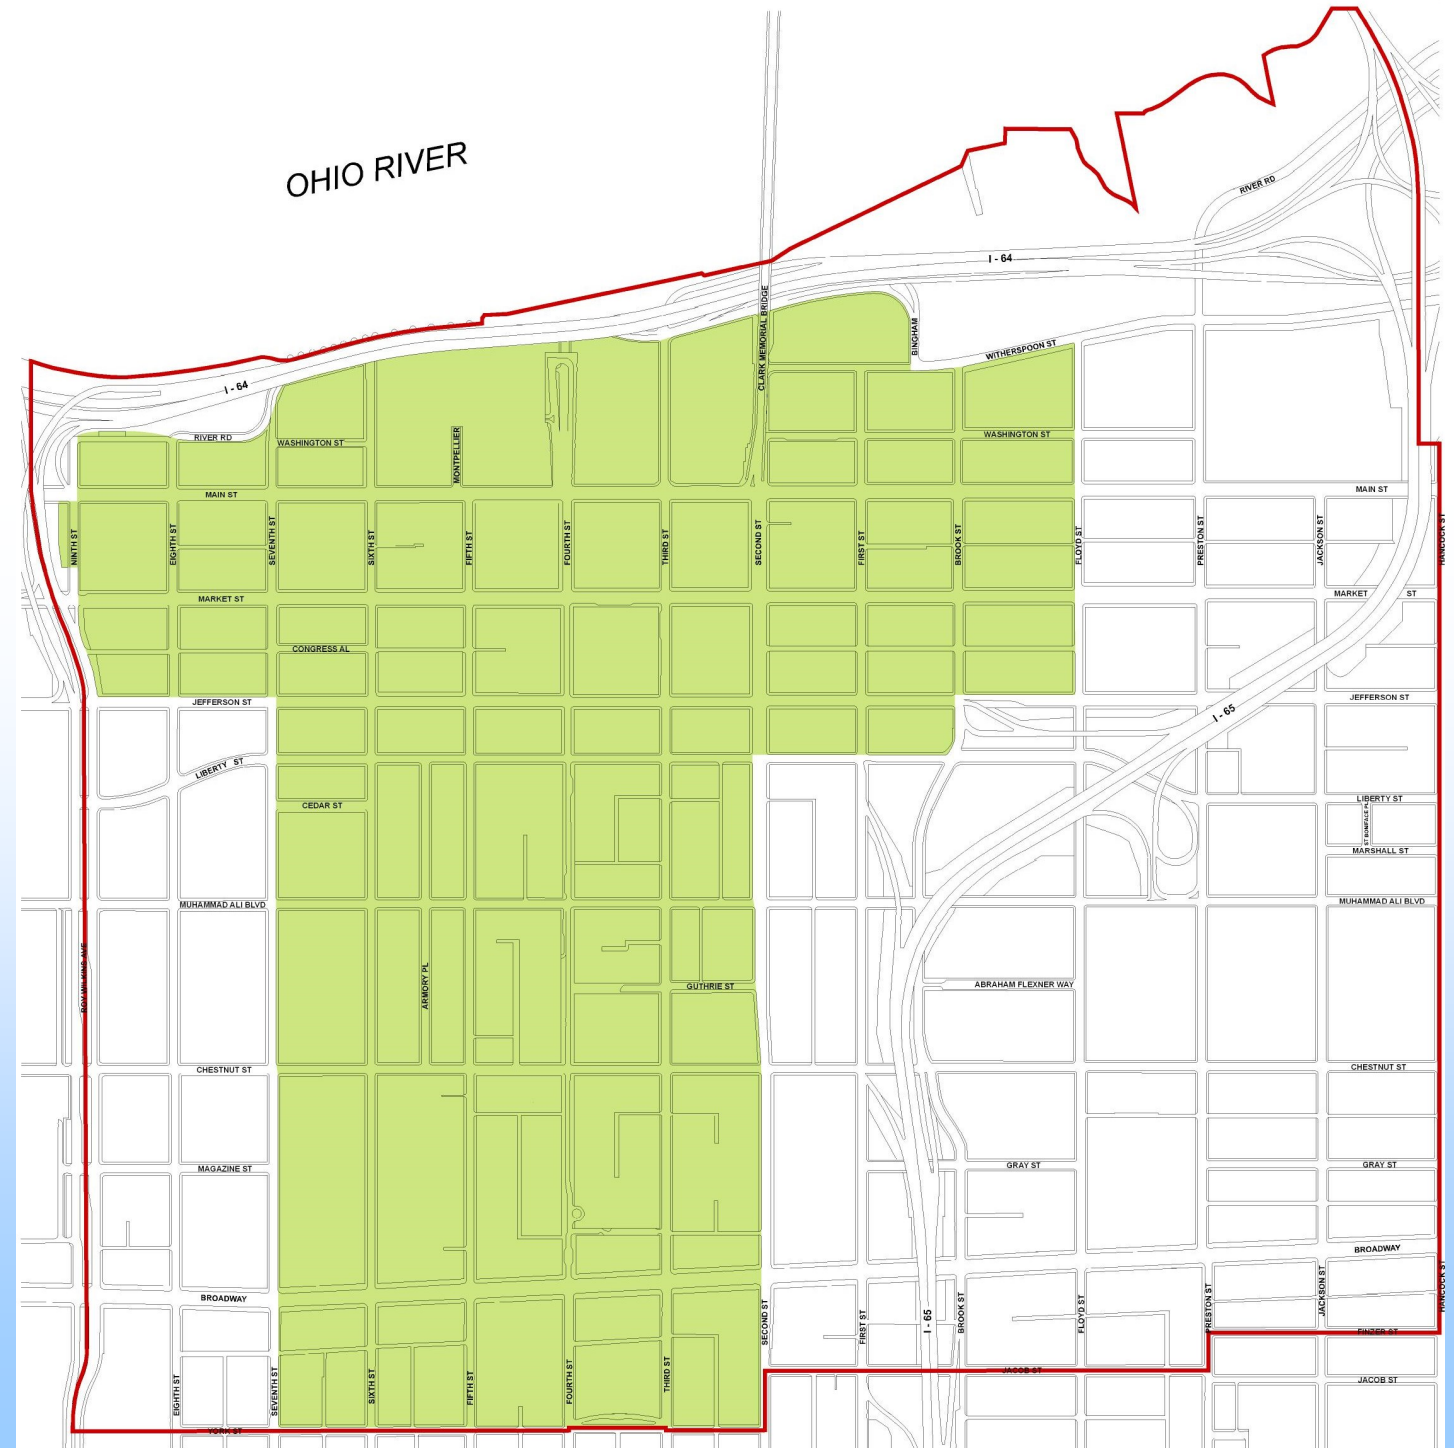 OHIO RIVER
RIVER RD
I - 64
CLARK MEMORIAL BRIDGE
BINGHAM
WITHERSPOON ST
I - 64
RIVER RD
WASHINGTON ST
MONTPELLIER
WASHINGTON ST
MAIN ST
MAIN ST
NINTH ST
EIGHTH ST
SEVENTH ST
SIXTH ST
FIFTH ST
FOURTH ST
THIRD ST
SECOND ST
FIRST ST
BROOK ST
FLOYD ST
PRESTON ST
JACKSON ST
HANCOCK ST
MARKET ST
MARKET ST
CONGRESS AL
JEFFERSON ST
JEFFERSON ST
I - 65
LIBERTY ST
CEDAR ST
LIBERTY ST
ST BONIFACE PL
MARSHALL ST
MUHAMMAD ALI BLVD
MUHAMMAD ALI BLVD
ROY WILKINS AVE
ARMORY PL
GUTHRIE ST
ABRAHAM FLEXNER WAY
CHESTNUT ST
CHESTNUT ST
MAGAZINE ST
GRAY ST
GRAY ST
BROADWAY
BROADWAY
EIGHTH ST
SEVENTH ST
SIXTH ST
FIFTH ST
FOURTH ST
THIRD ST
SECOND ST
FIRST ST
I - 65
BROOK ST
FLOYD ST
PRESTON ST
JACKSON ST
HANCOCK ST
FINZER ST
JACOB ST
JACOB ST
YORK ST